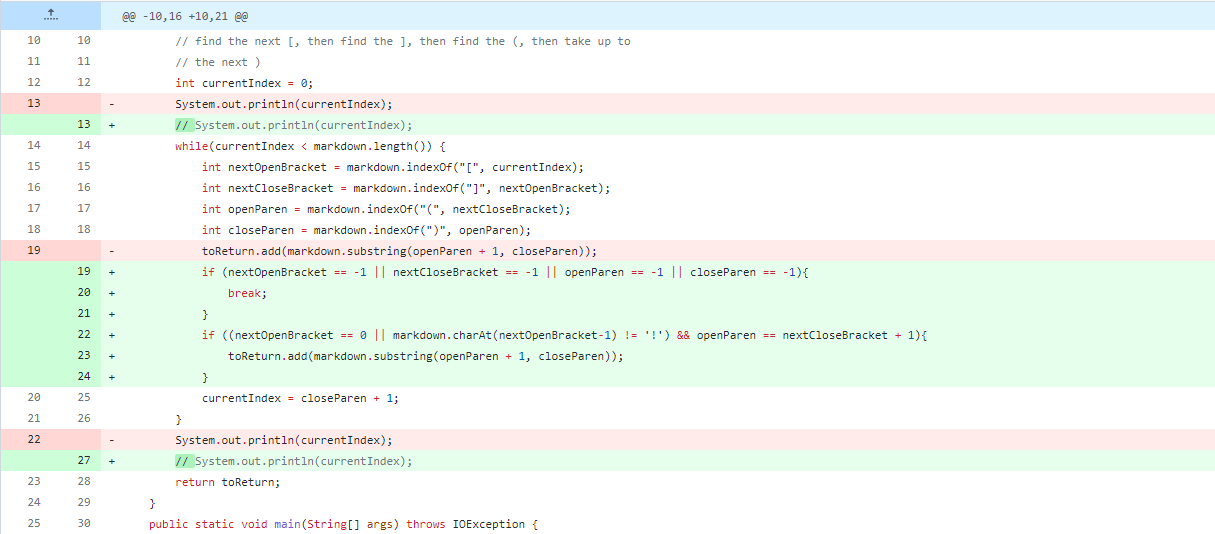 @@ -10,16 +10,21 @@
10 10 // find the next [, then find the ], then find the (, then take up to
11 11 // the next )
12 12 int currentIndex = 0;
13 - System.out.println(currentIndex);
13 + // System.out.println(currentIndex);
14 14 while(currentIndex < markdown.length()) {
15 15 int nextOpenBracket = markdown.indexOf("[", currentIndex);
16 16 int nextCloseBracket = markdown.indexOf("]", nextOpenBracket);
17 17 int openParen = markdown.indexOf("(", nextCloseBracket);
18 18 int closeParen = markdown.indexOf(")", openParen);
19 - toReturn.add(markdown.substring(openParen + 1, closeParen));
19 + if (nextOpenBracket == -1 || nextCloseBracket == -1 || openParen == -1 || closeParen == -1){
20 + break;
21 + }
22 + if ((nextOpenBracket == 0 || markdown.charAt(nextOpenBracket-1) != '!') && openParen == nextCloseBracket + 1){
23 + toReturn.add(markdown.substring(openParen + 1, closeParen));
24 + }
20 25 currentIndex = closeParen + 1;
21 26 }
22 - System.out.println(currentIndex);
27 + // System.out.println(currentIndex);
23 28 return toReturn;
24 29 }
25 30 public static void main(String[] args) throws IOException {